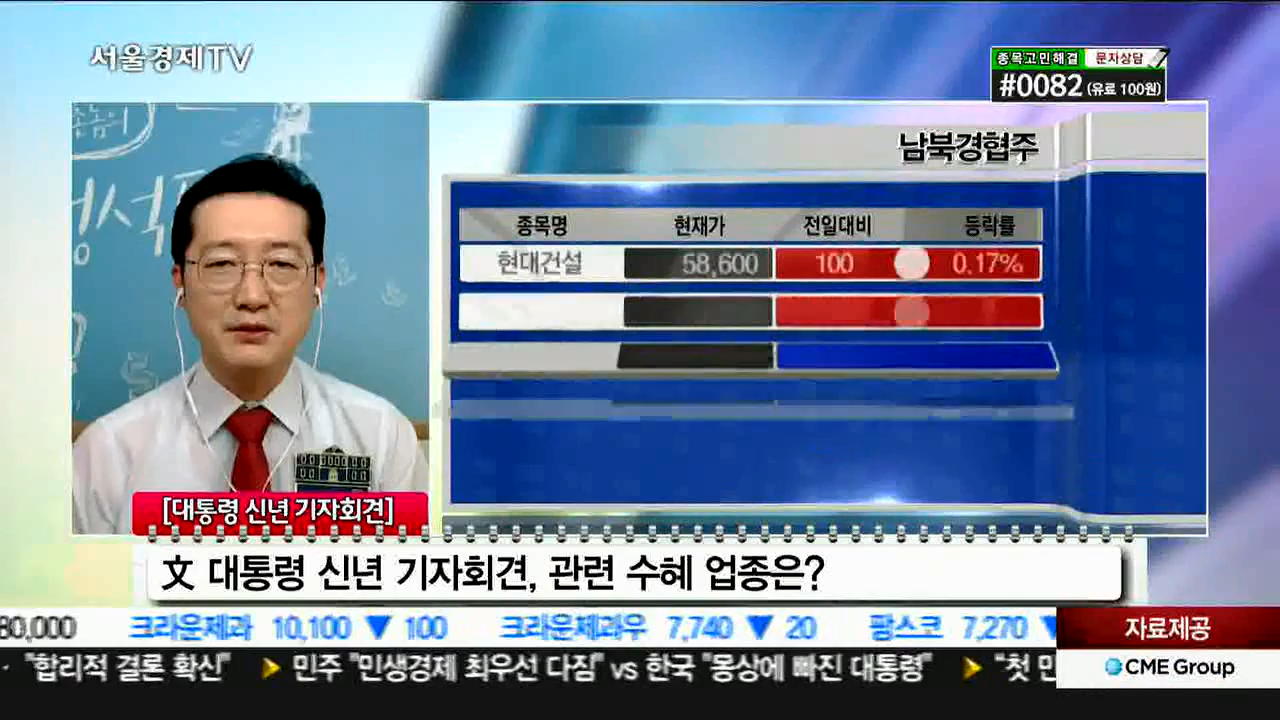 서울경제TV
종목고민해결 문자상담
#0082 (유료 100원)
남북경협주
종목명 현재가 전일대비 등락률
현대건설 58,600 100 0.17%
[대통령 신년 기자회견]
文 대통령 신년 기자회견, 관련 수혜 업종은?
80,000 크라운제과 10,100 ▼ 100 크라운제과우 7,740 ▼ 20 팜스코 7,270 ▼
자료제공
"합리적 결론 확신" ▶ 민주 "민생경제 최우선 다짐" vs 한국 "몽상에 빠진 대통령" ▶ "첫 민
CME Group